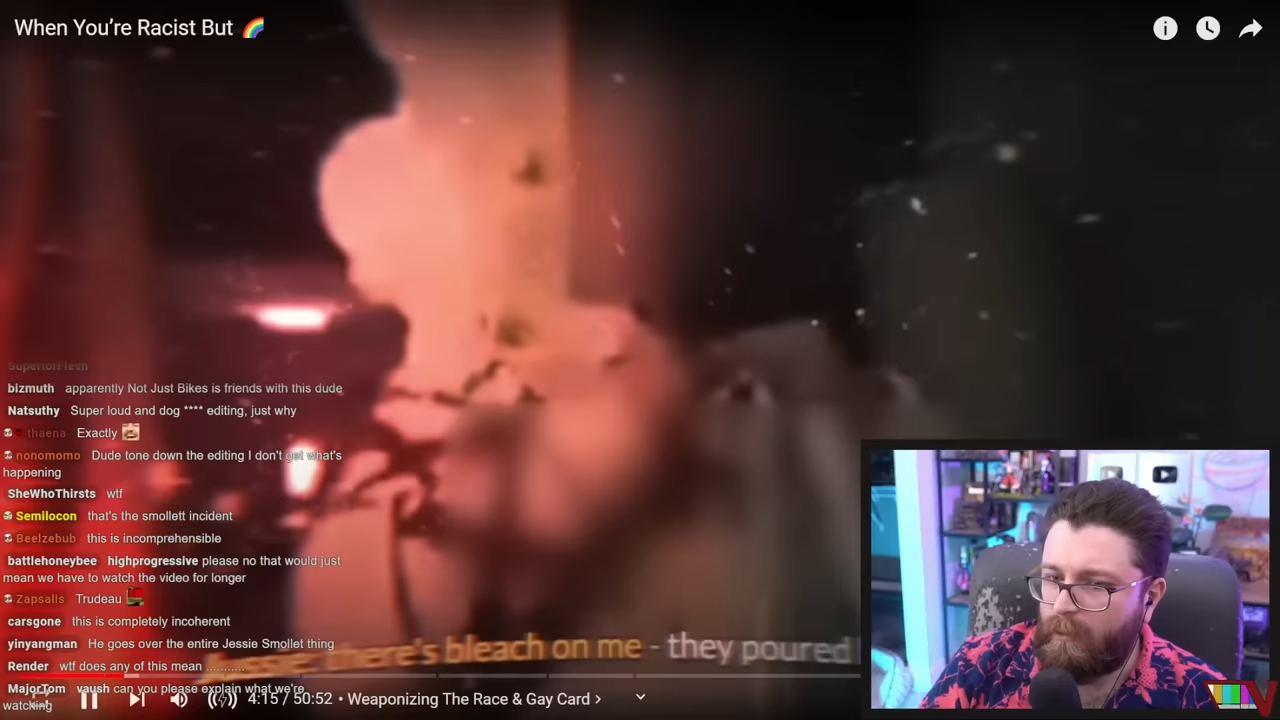 When You're Racist But 🌈
SuperiorFlesh
bizmuth apparently Not Just Bikes is friends with this dude
Natsuthy Super loud and dog **** editing, just why
thaena Exactly
nonomomo Dude tone down the editing I don't get what's
happening
SheWhoThirsts wtf
Semilocon that's the smollett incident
Beelzebub this is incomprehensible
battlehoneybee highprogressive please no that would just
mean we have to watch the video for longer
Zapsalis Trudeau
carsgone this is completely incoherent
yinyangman He goes over the entire Jessie Smollet thing
there's bleach on me - they poured
Render wtf does any of this mean ...........
MajorTom vaush can you please explain what we're
watching
4:15 / 50:52 • Weaponizing The Race & Gay Card ›